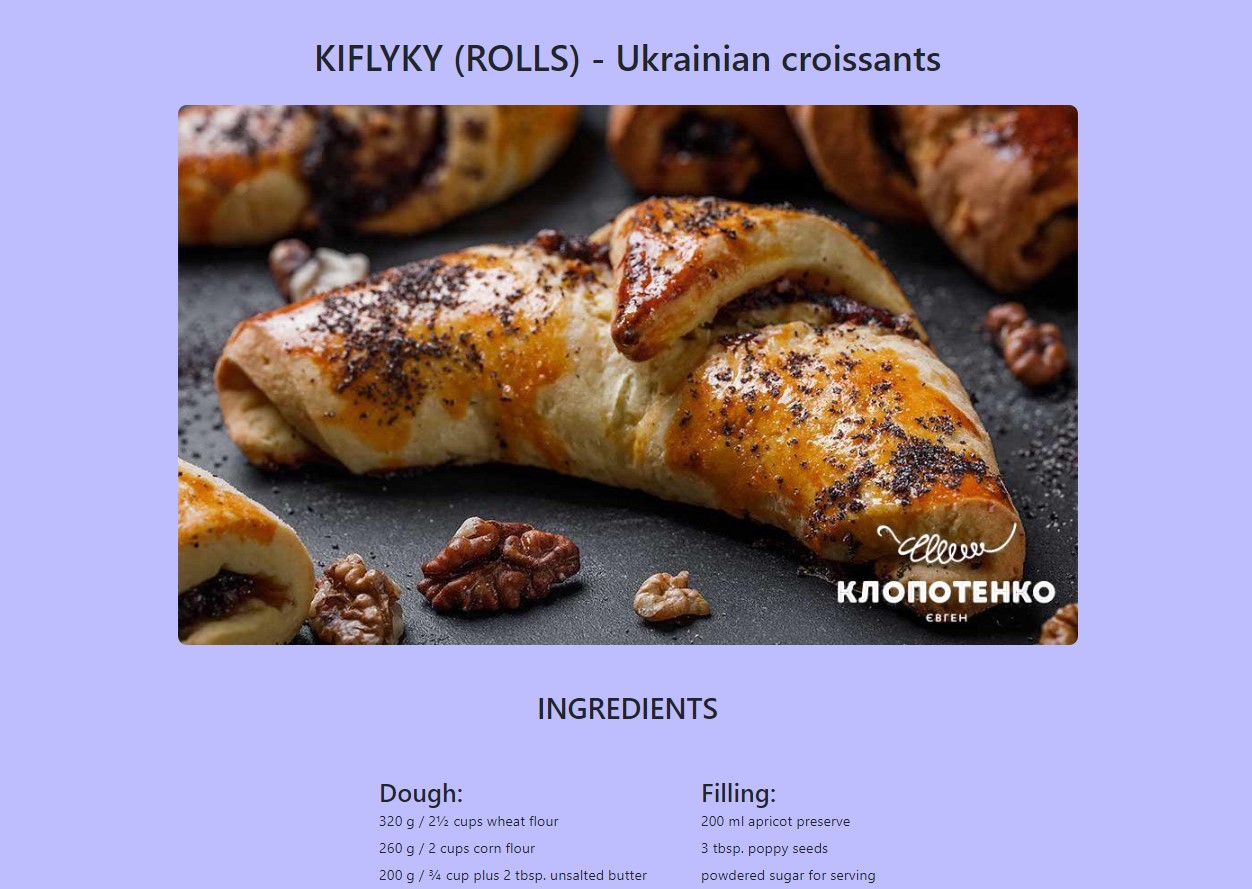 KIFLYKY (ROLLS) - Ukrainian croissants
КЛОПОТЕНКО
ЄВГЕН
INGREDIENTS
Dough:
320 g / 2½ cups wheat flour
260 g / 2 cups corn flour
200 g / ¾ cup plus 2 tbsp. unsalted butter
Filling:
200 ml apricot preserve
3 tbsp. poppy seeds
powdered sugar for serving